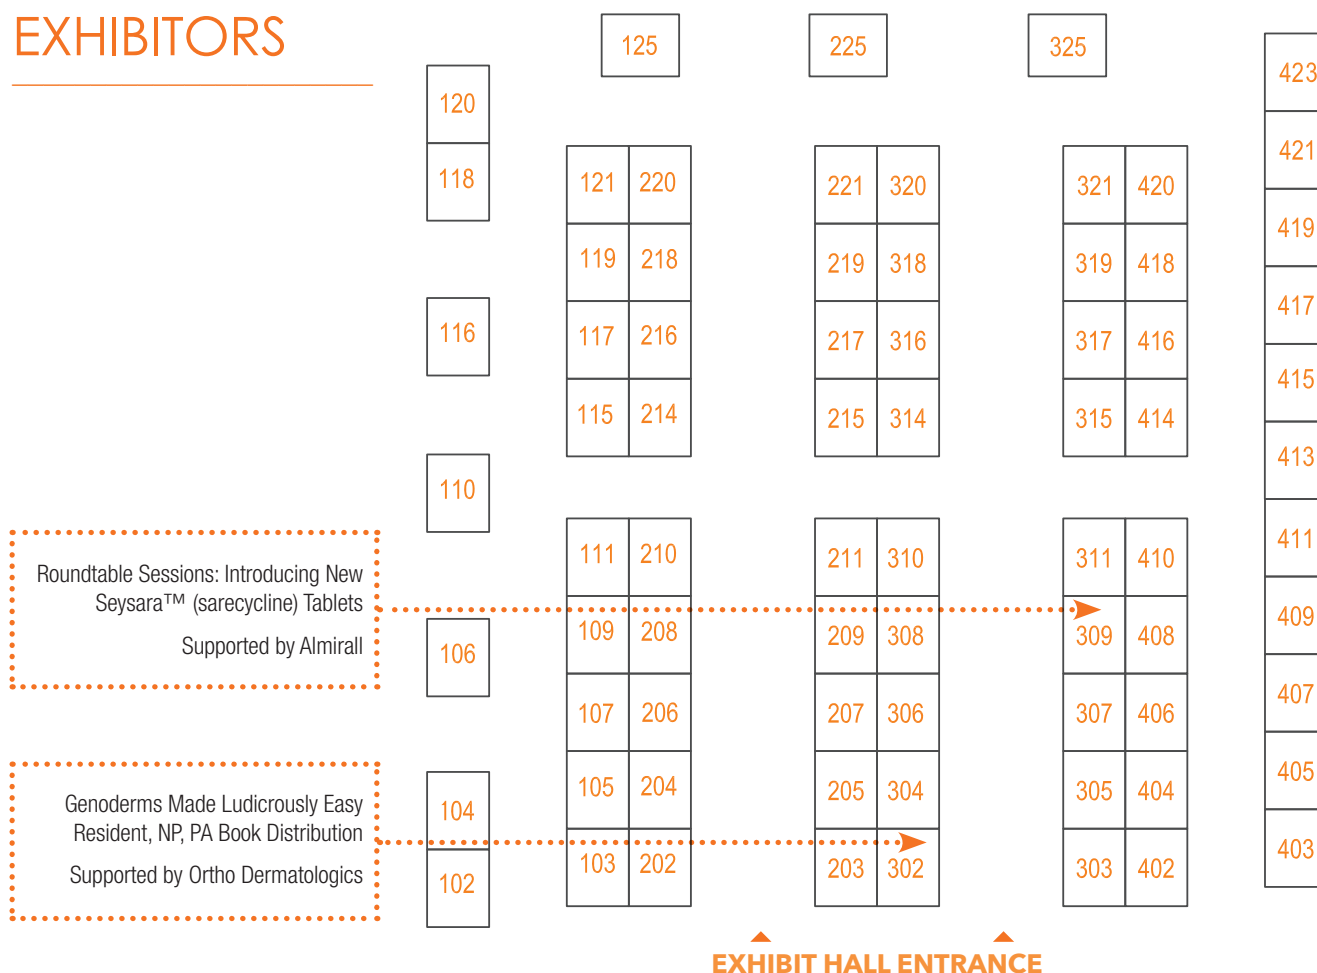 EXHIBITORS
125 225 325
423
120
421
118 121 220 221 320 321 420
419
119 218 219 318 319 418
417
116 117 216 217 316 317 416
415
115 214 215 314 315 414
413
110
411
111 210 211 310 311 410
Roundtable Sessions: Introducing New
Seysara™ (sarecycline) Tablets
Supported by Almirall
409
109 208 209 308 309 408
106
407
107 206 207 306 307 406
405
105 204 205 304 305 404
Genoderms Made Ludicrously Easy
Resident, NP, PA Book Distribution
Supported by Ortho Dermatologics
104
403
103 202 203 302 303 402
102
EXHIBIT HALL ENTRANCE